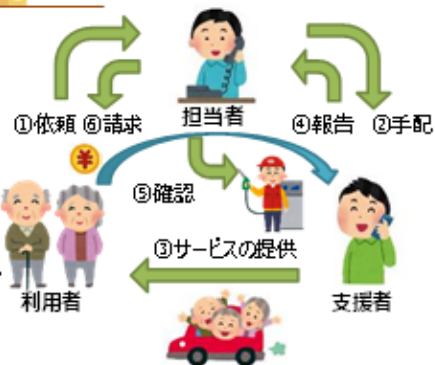 担当者
①依頼 ⑥請求
④報告 ②手配
¥
⑤確認
③サービスの提供
利用者
支援者